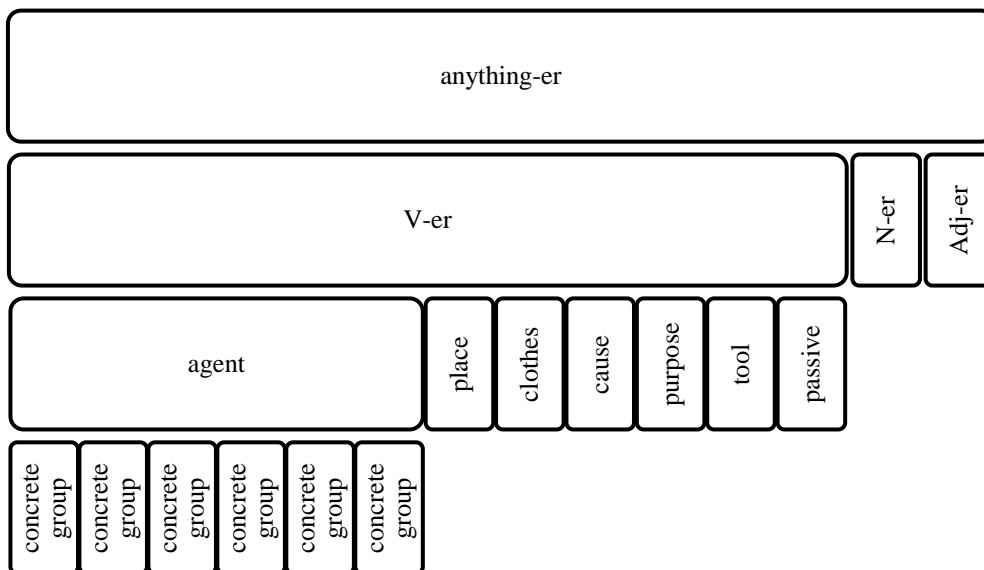 anything-er
V-er
N-er
Adj-er
agent
place
clothes
cause
purpose
tool
passive
concrete
group
concrete
group
concrete
group
concrete
group
concrete
group
concrete
group